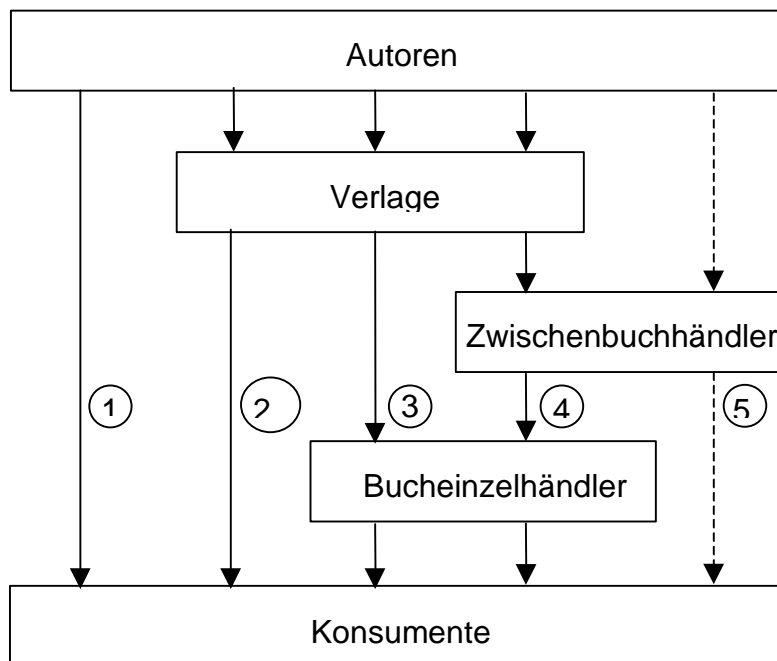 Autoren
Verlage
Zwischenbuchhändler
1
2
3
4
5
Bucheinzelhändler
Konsumente